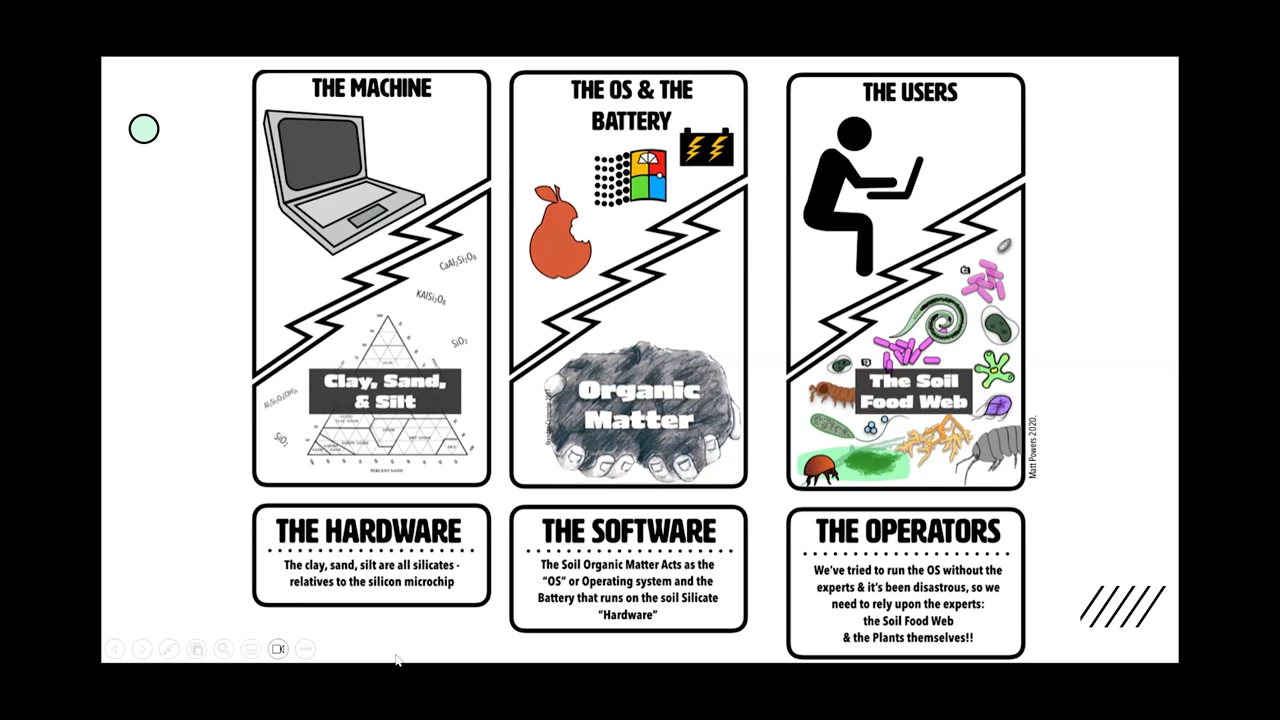 THE MACHINE
CaAl₂Si₂O₈
KAlSi₃O₈
SiO₂
Al₂Si₂O₅(OH)₄
SiO₂
Clay, Sand,
& Silt
PERCENT SAND
THE HARDWARE
The clay, sand, silt are all silicates -
relatives to the silicon microchip
THE OS & THE
BATTERY
Organic
Matter
THE SOFTWARE
The Soil Organic Matter Acts as the
“OS” or Operating system and the
Battery that runs on the soil Silicate
“Hardware”
THE USERS
The Soil
Food Web
Matt Powers 2020.
THE OPERATORS
We’ve tried to run the OS without the
experts & it’s been disastrous, so we
need to rely upon the experts:
the Soil Food Web
& the Plants themselves!!